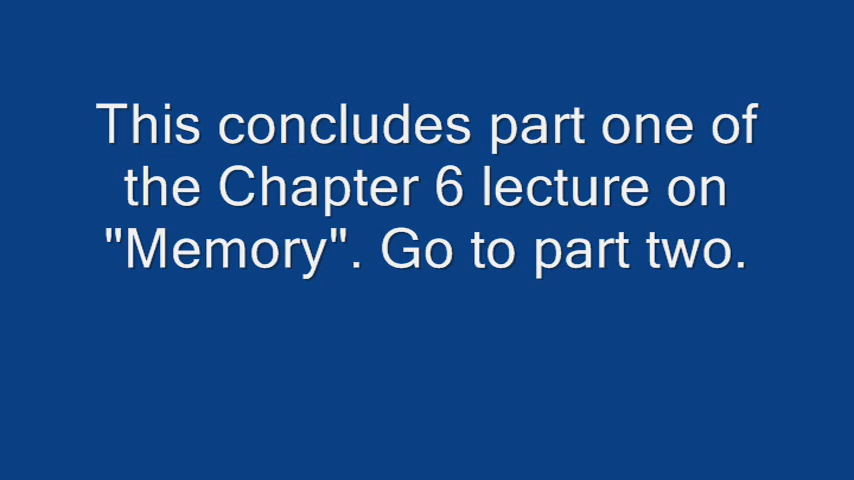 This concludes part one of
the Chapter 6 lecture on
"Memory". Go to part two.